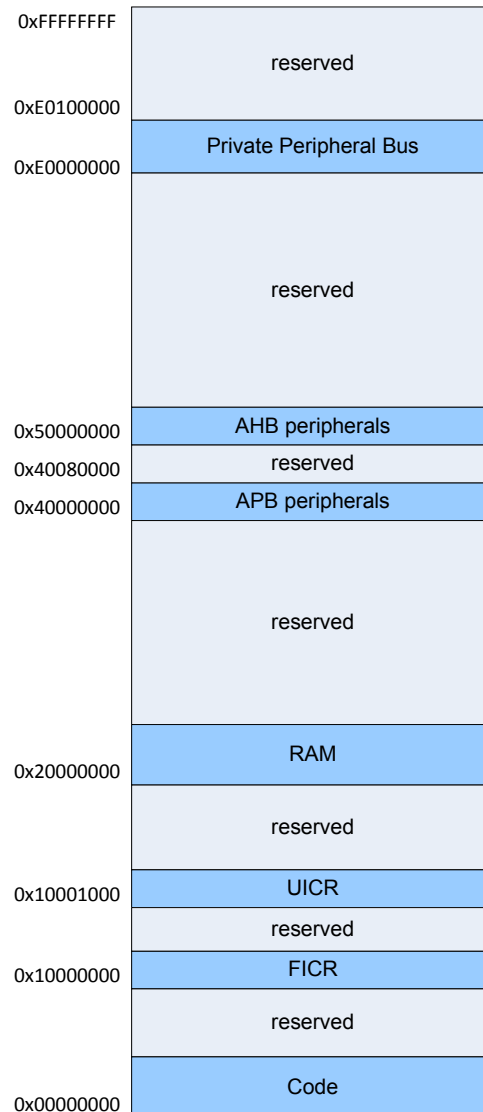 0xFFFFFFFF
reserved
0xE0100000
Private Peripheral Bus
0xE0000000
reserved
AHB peripherals
0x50000000
reserved
0x40080000
APB peripherals
0x40000000
reserved
RAM
0x20000000
reserved
UICR
0x10001000
reserved
FICR
0x10000000
reserved
Code
0x00000000